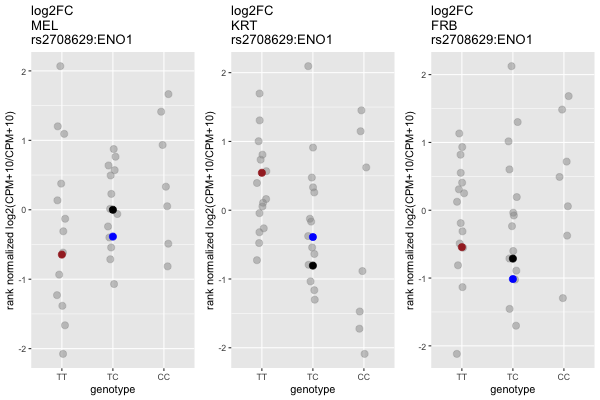 log2FC
MEL
rs2708629:ENO1
rank normalized log2(CPM+10/CPM+10)
2
1
0
-1
-2
TT
TC
CC
genotype
log2FC
KRT
rs2708629:ENO1
rank normalized log2(CPM+10/CPM+10)
2
1
0
-1
-2
TT
TC
CC
genotype
log2FC
FRB
rs2708629:ENO1
rank normalized log2(CPM+10/CPM+10)
2
1
0
-1
-2
TT
TC
CC
genotype